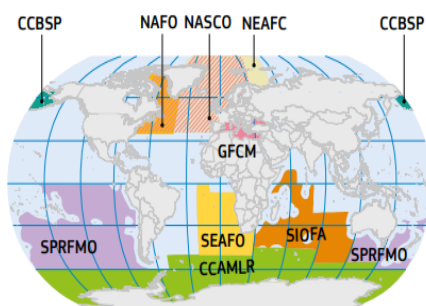 CCBSP
NAFO
NASCO
NEAFC
CCBSP
GFCM
SPRFMO
SEAFO
SIOFA
SPRFMO
CCAMLR